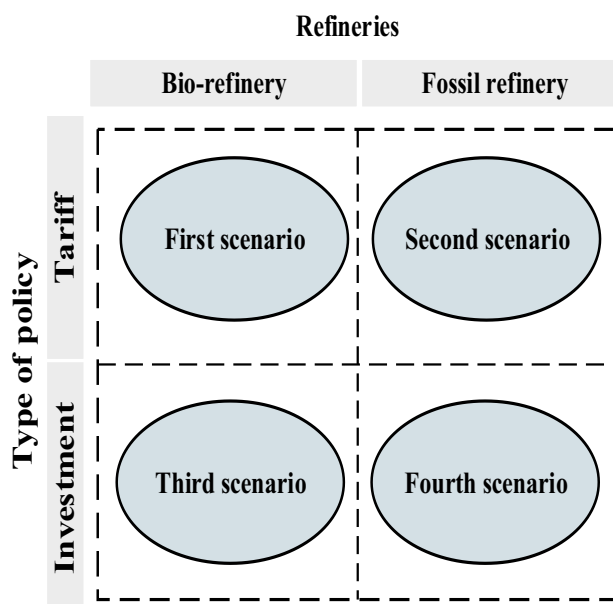 Refineries
Bio-refinery
Fossil refinery
Type of policy
Tariff
First scenario
Second scenario
Investment
Third scenario
Fourth scenario